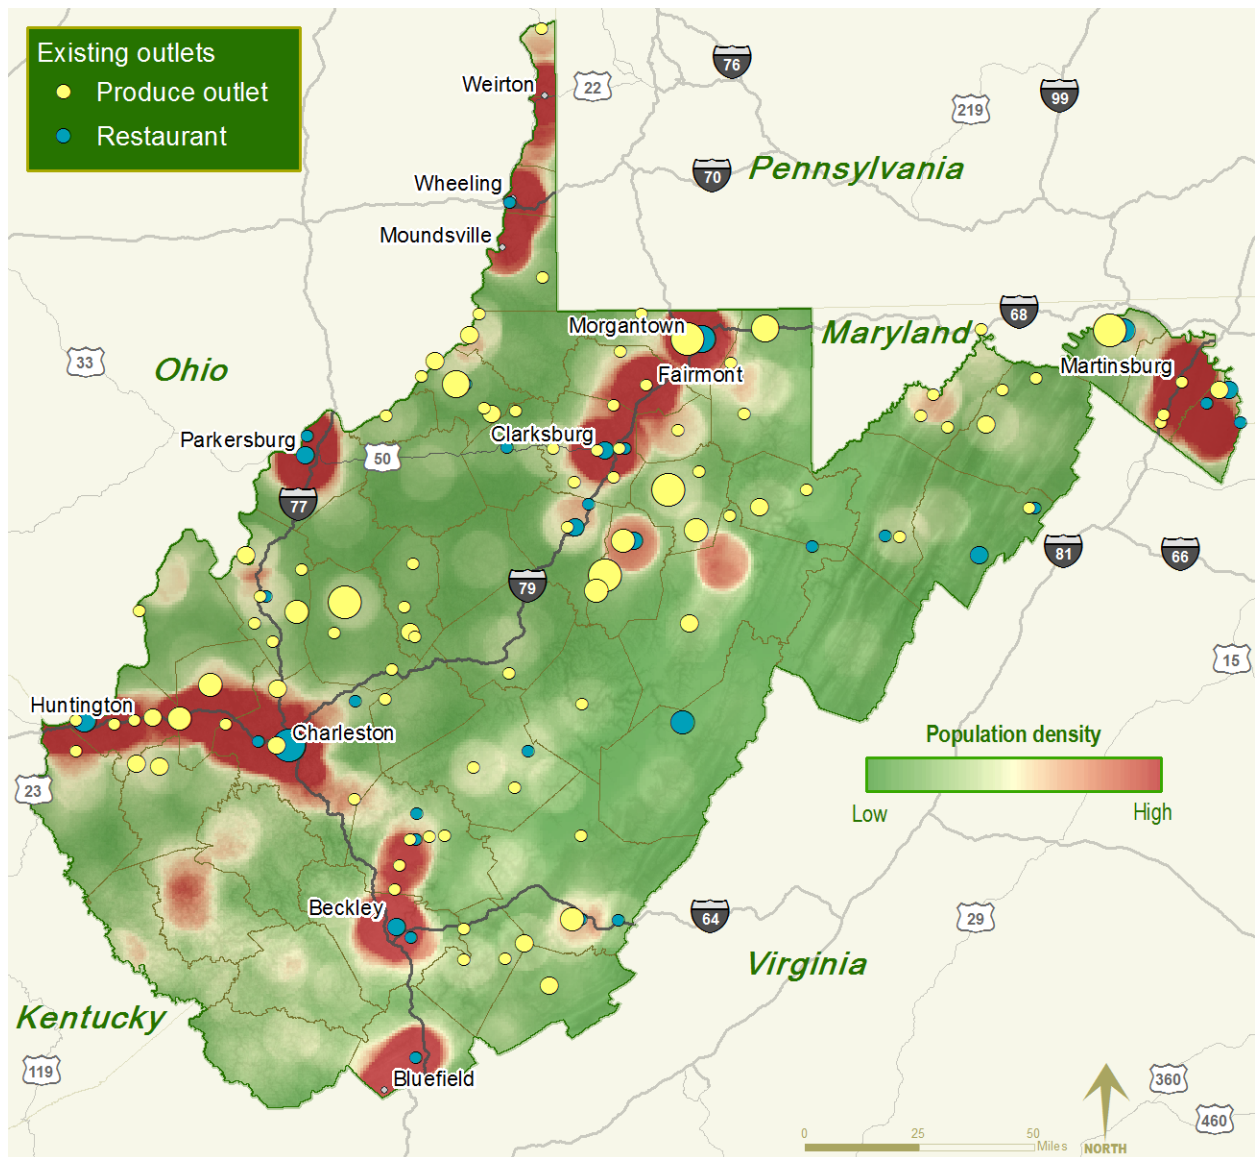 Existing outlets
Produce outlet
Restaurant
76
22
99
219
Weirton
70
Pennsylvania
Wheeling
Moundsville
68
Morgantown
Maryland
33
Ohio
Fairmont
Martinsburg
Clarksburg
Parkersburg
50
77
81
66
79
15
Huntington
Charleston
Population density
Low
High
23
Beckley
64
29
Virginia
Kentucky
119
Bluefield
360
460
0
25
50
Miles
NORTH